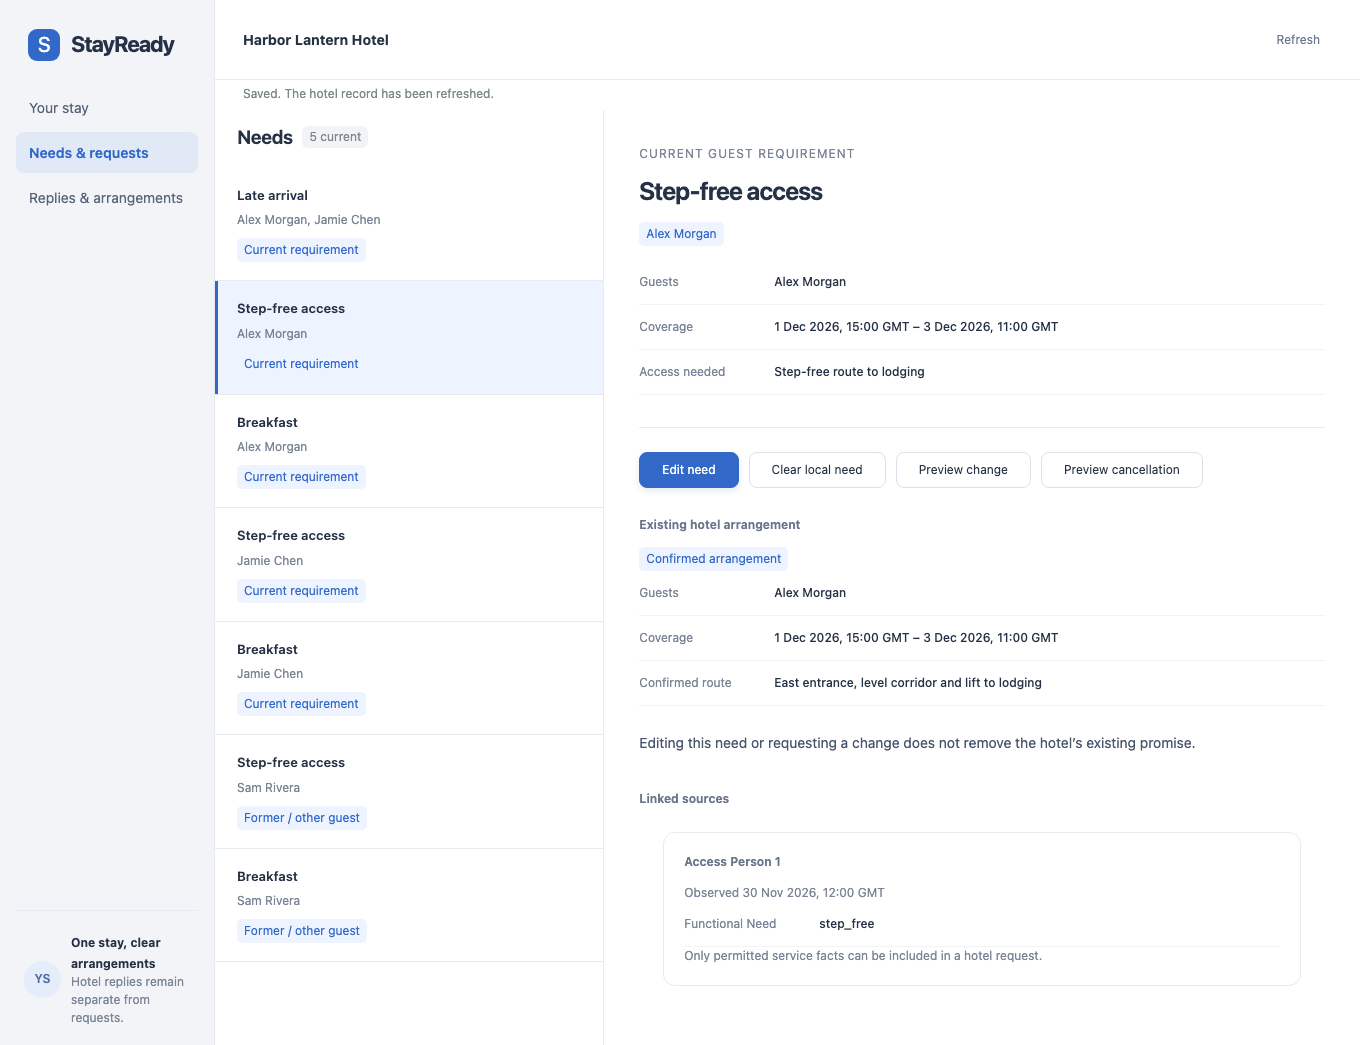 S StayReady
Your stay
Needs & requests
Replies & arrangements
YS
One stay, clear
arrangements
Hotel replies remain
separate from
requests.
Harbor Lantern Hotel
Refresh
Saved. The hotel record has been refreshed.
Needs 5 current
Late arrival
Alex Morgan, Jamie Chen
Current requirement
Step-free access
Alex Morgan
Current requirement
Breakfast
Alex Morgan
Current requirement
Step-free access
Jamie Chen
Current requirement
Breakfast
Jamie Chen
Current requirement
Step-free access
Sam Rivera
Former / other guest
Breakfast
Sam Rivera
Former / other guest
CURRENT GUEST REQUIREMENT
Step-free access
Alex Morgan
Guests Alex Morgan
Coverage 1 Dec 2026, 15:00 GMT – 3 Dec 2026, 11:00 GMT
Access needed Step-free route to lodging
Edit need Clear local need Preview change Preview cancellation
Existing hotel arrangement
Confirmed arrangement
Guests Alex Morgan
Coverage 1 Dec 2026, 15:00 GMT – 3 Dec 2026, 11:00 GMT
Confirmed route East entrance, level corridor and lift to lodging
Editing this need or requesting a change does not remove the hotel's existing promise.
Linked sources
Access Person 1
Observed 30 Nov 2026, 12:00 GMT
Functional Need step_free
Only permitted service facts can be included in a hotel request.